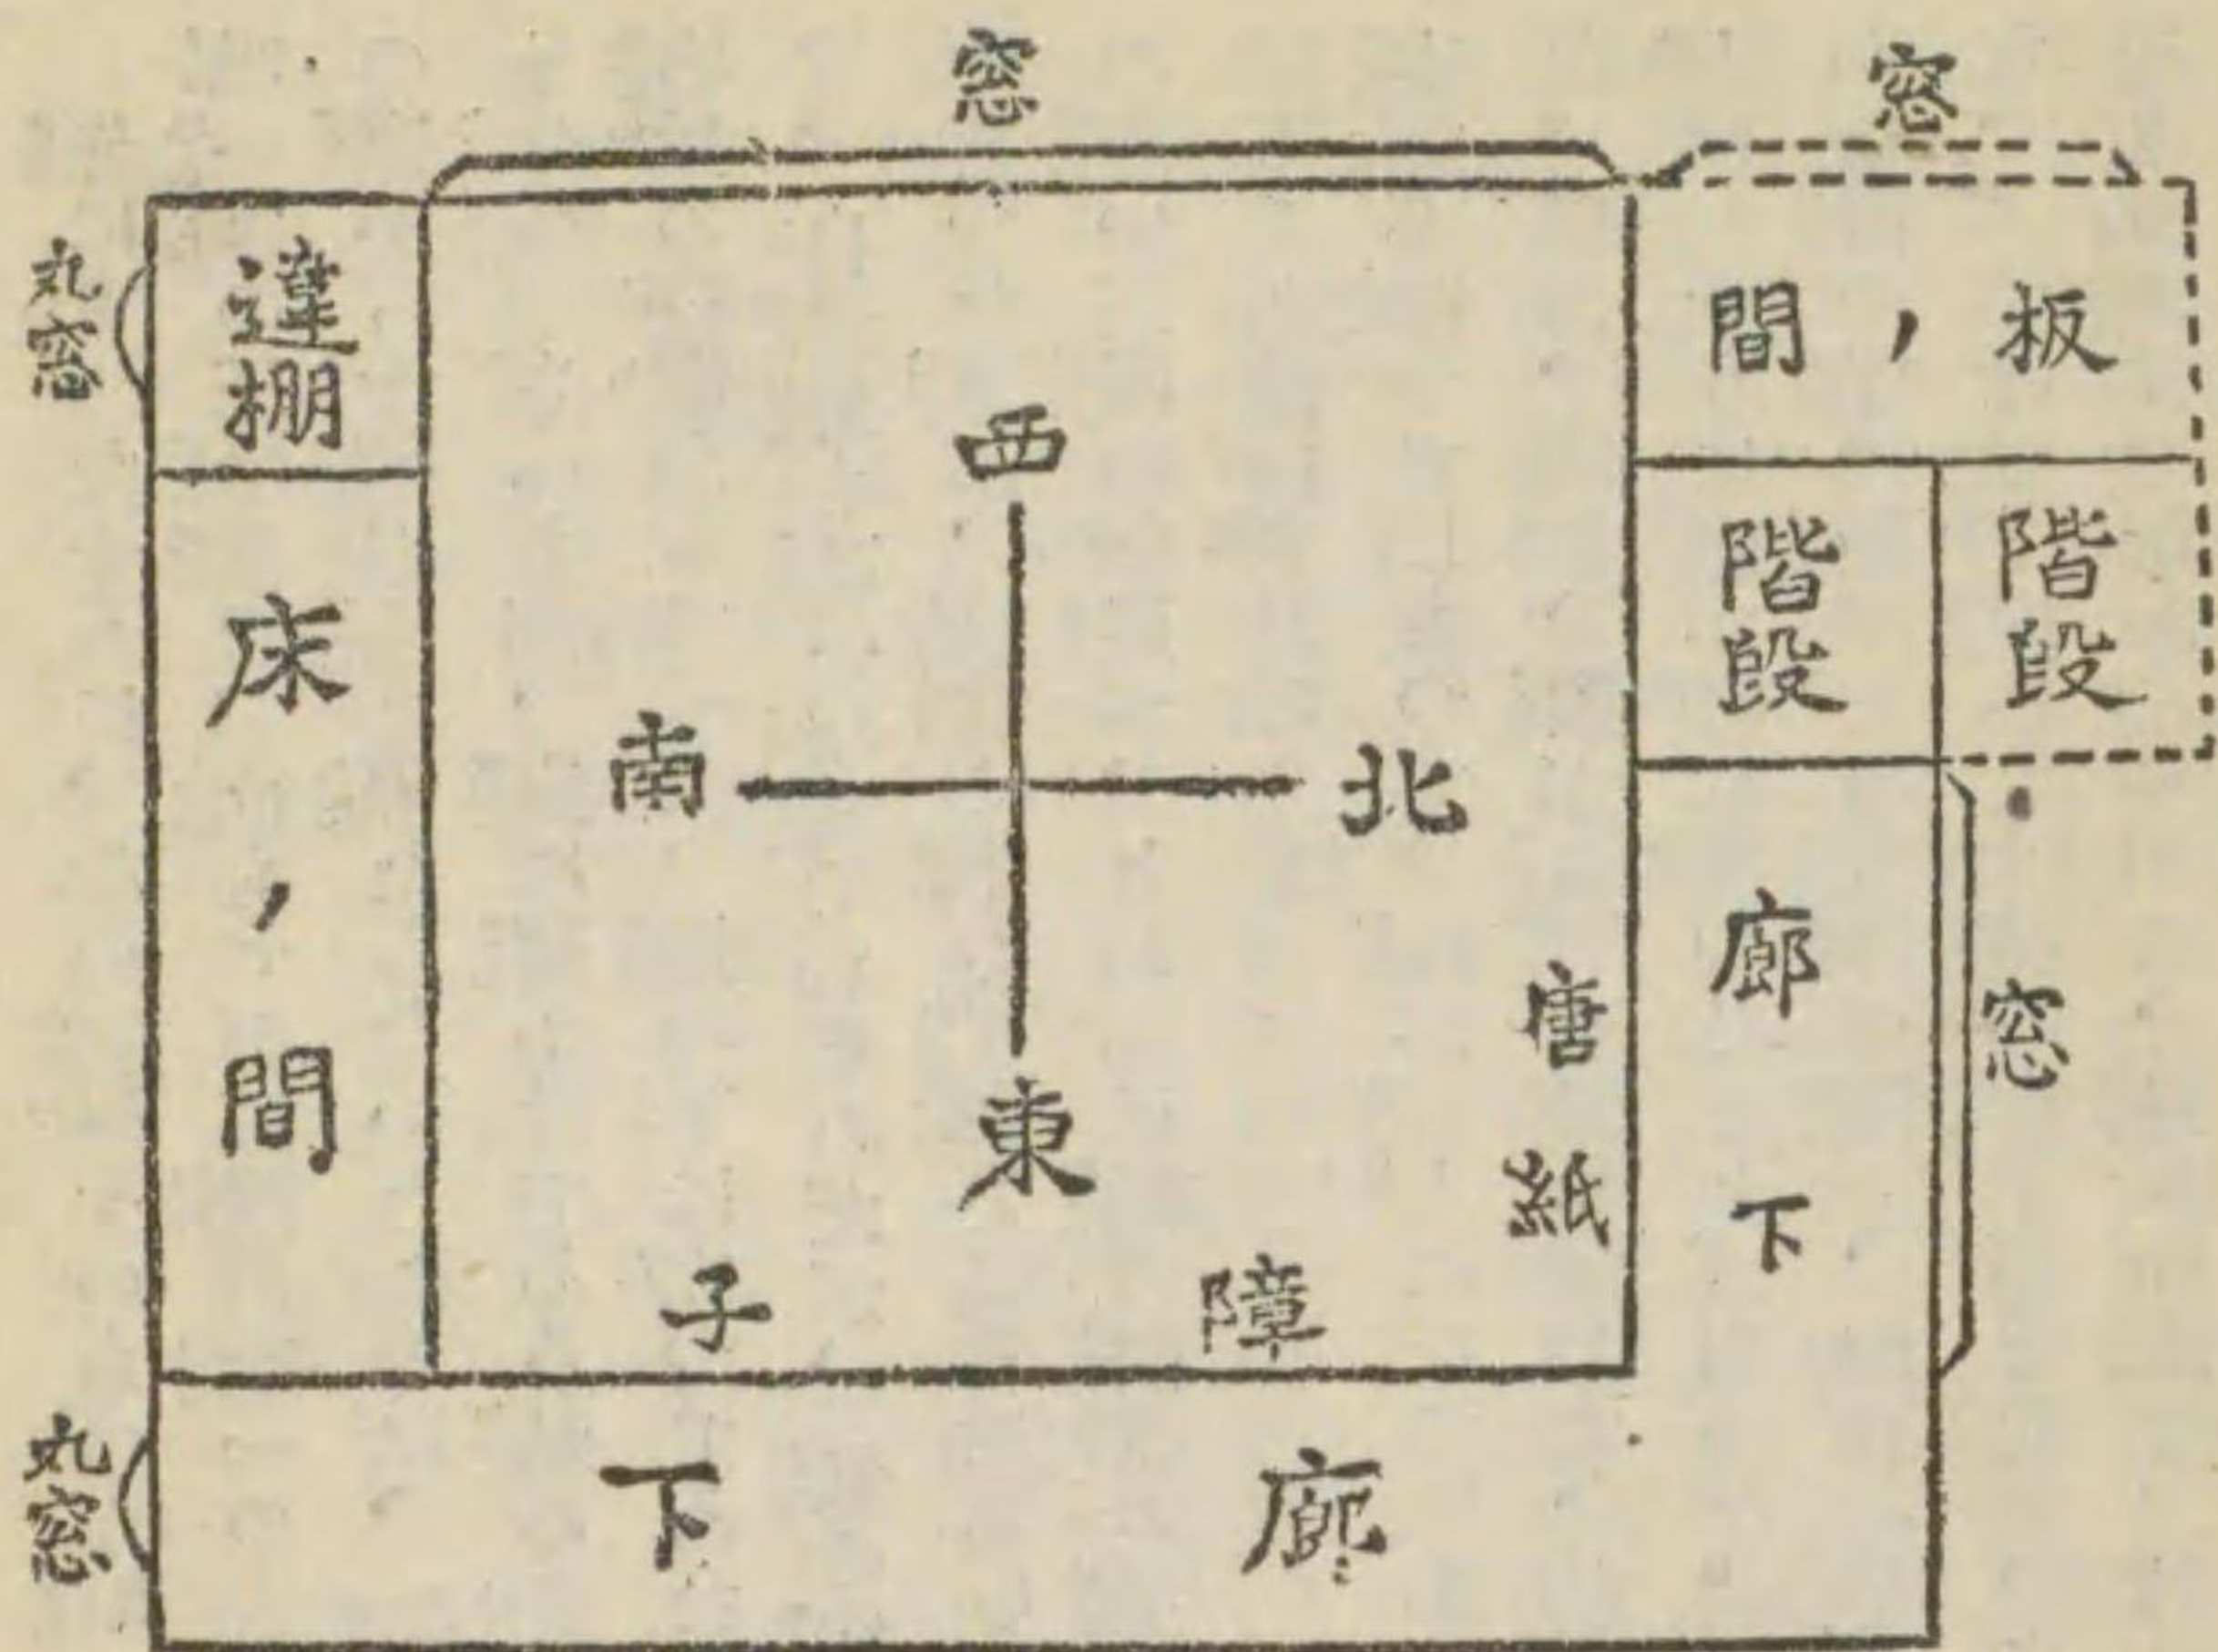 窓
窓
間ノ板
丸窓
違棚
西
階段
階段
床ノ間
南
北
廊下
窓
唐紙
東
子障
丸窓
下廊